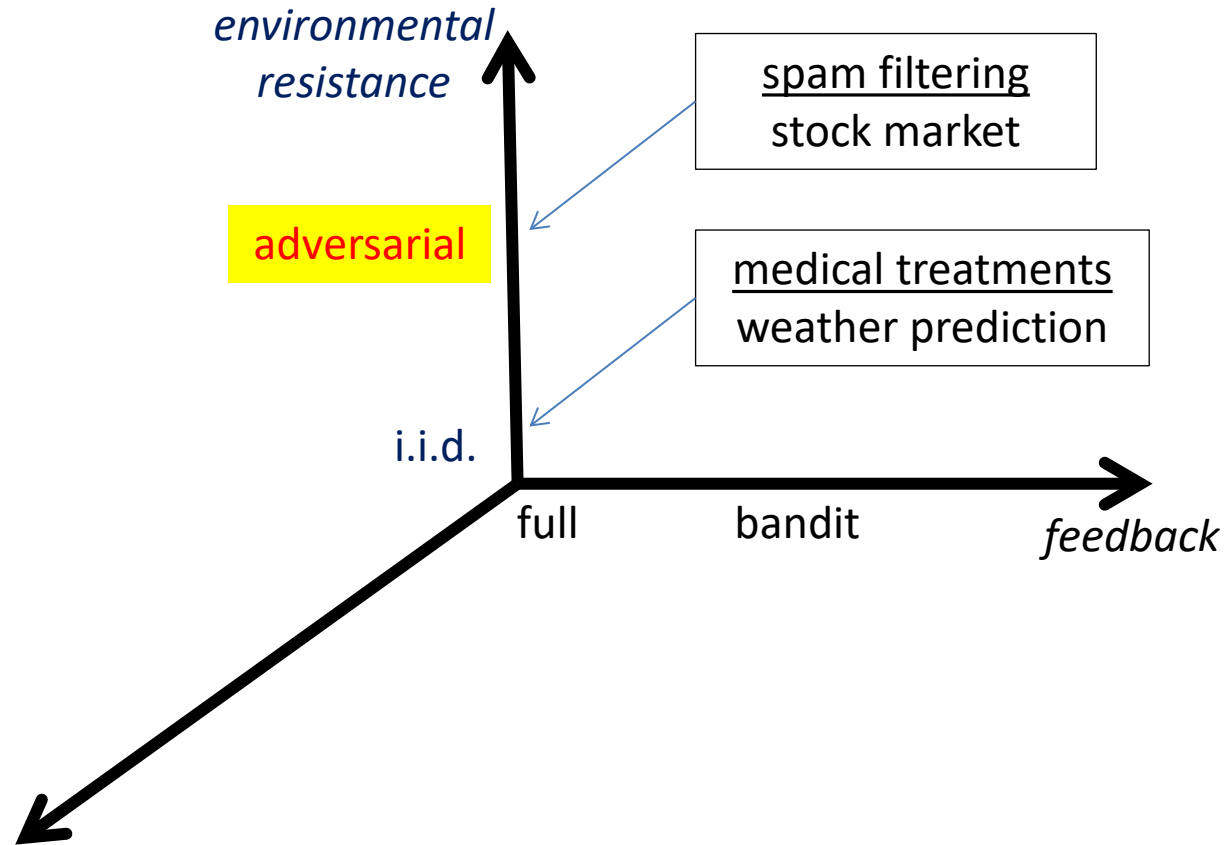 environmental
resistance
spam filtering
stock market
adversarial
medical treatments
weather prediction
i.i.d.
full
bandit
feedback